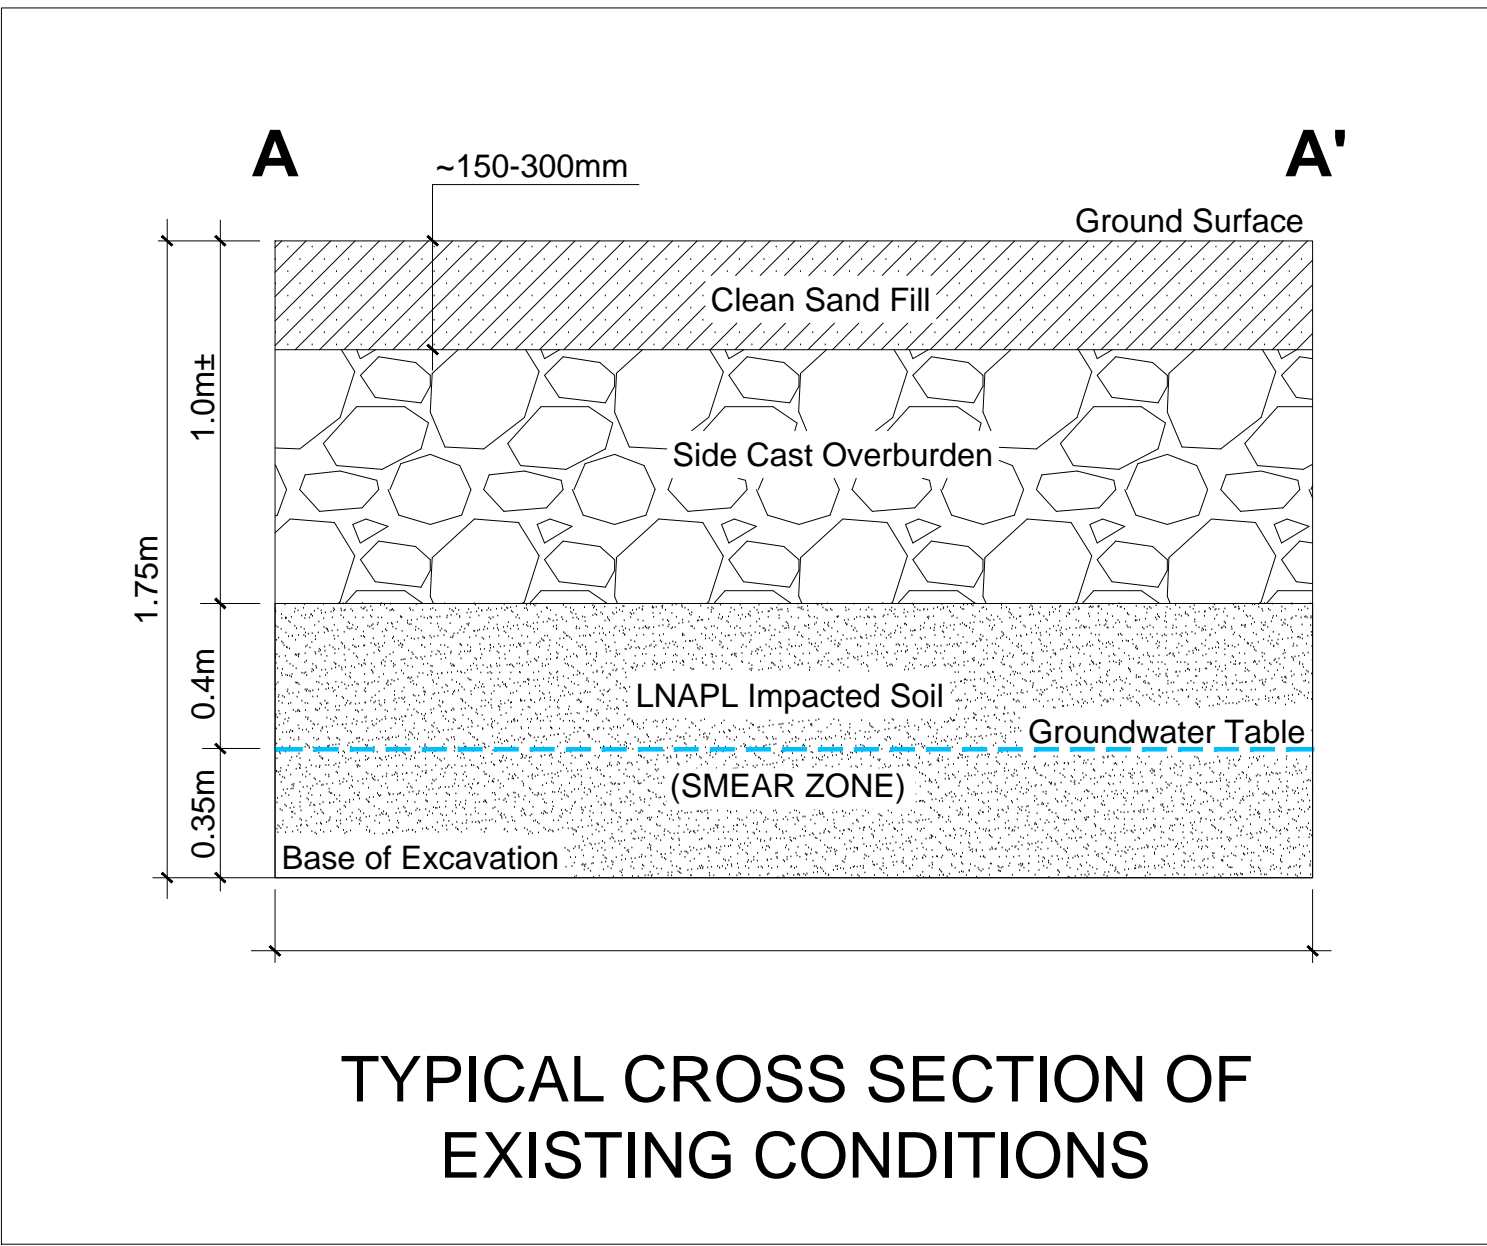 A
A'
~150-300mm
Ground Surface
Clean Sand Fill
1.0m±
Side Cast Overburden
1.75m
0.4m
LNAPL Impacted Soil
Groundwater Table
(SMEAR ZONE)
0.35m
Base of Excavation
TYPICAL CROSS SECTION OF
EXISTING CONDITIONS